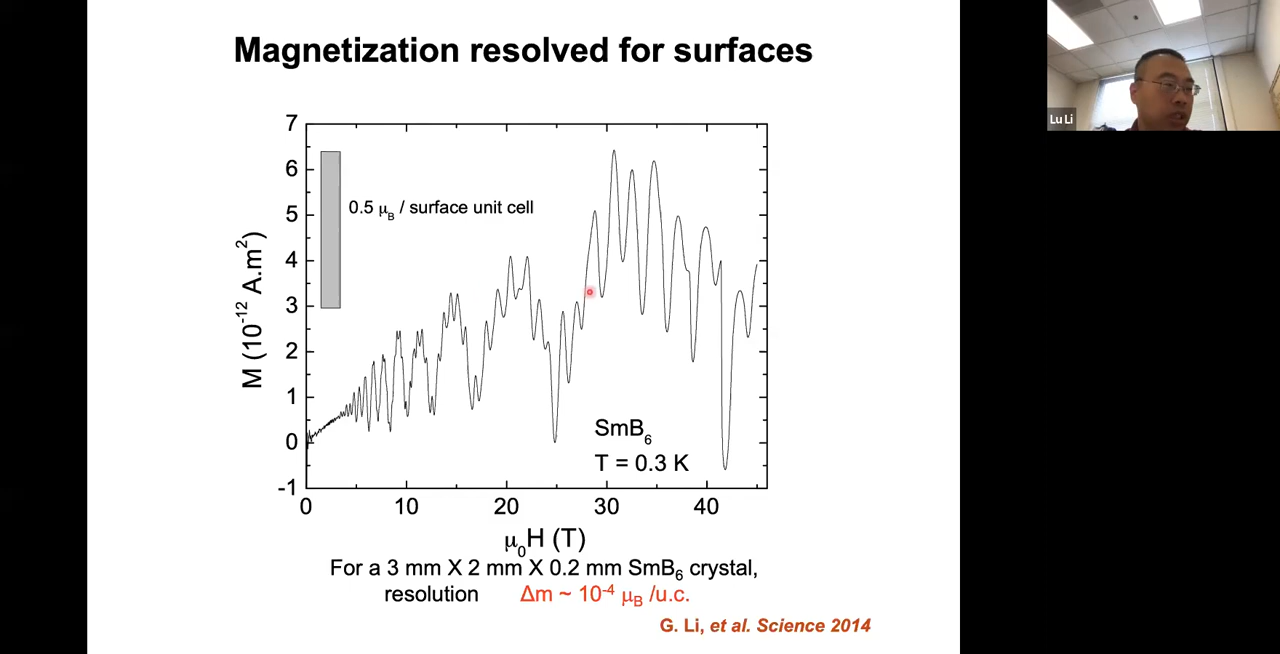 Magnetization resolved for surfaces
Lu Li
7
6
5
4
3
2
1
0
-1
M (10⁻¹² A.m²)
0.5 μB / surface unit cell
SmB₆
T = 0.3 K
0 10 20 30 40
μ₀H (T)
For a 3 mm X 2 mm X 0.2 mm SmB₆ crystal,
resolution Δm ~ 10⁻⁴ μB /u.c.
G. Li, et al. Science 2014